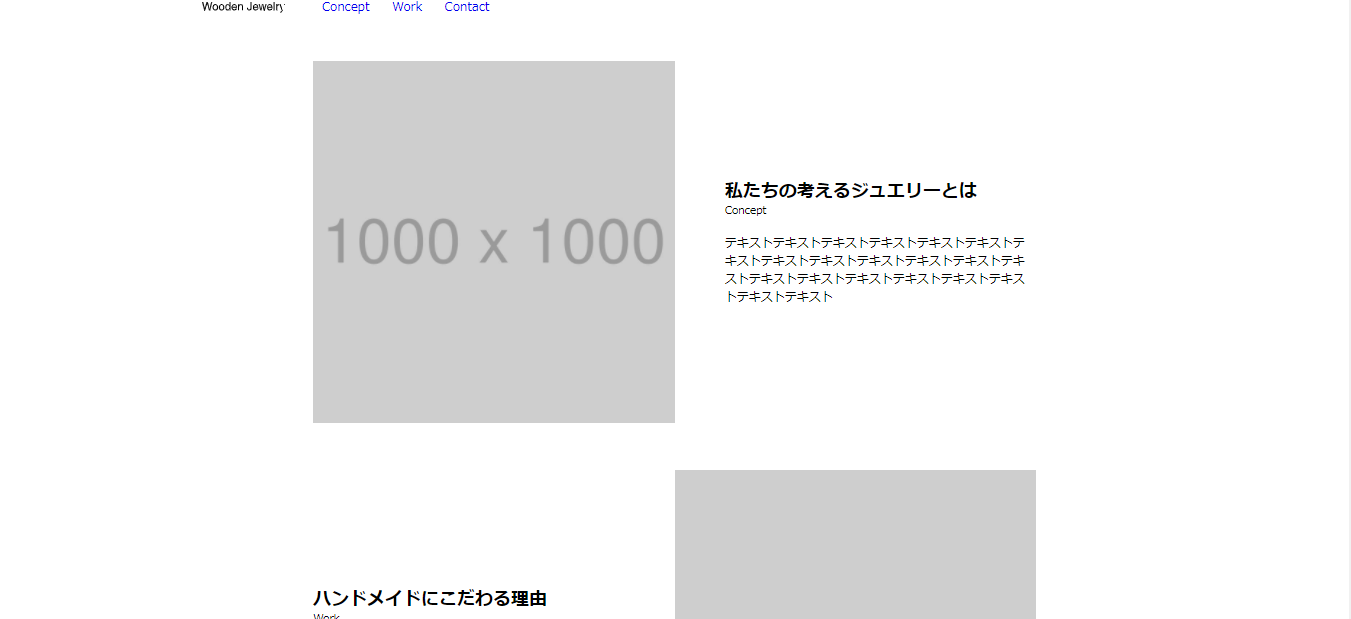 Wooden Jewelry
Concept Work Contact
1000 x 1000
私たちの考えるジュエリーとは
Concept
テキストテキストテキストテキストテキストテキストテ
キストテキストテキストテキストテキストテキストテキ
ストテキストテキストテキストテキストテキストテキス
トテキストテキスト
ハンドメイドにこだわる理由
Work